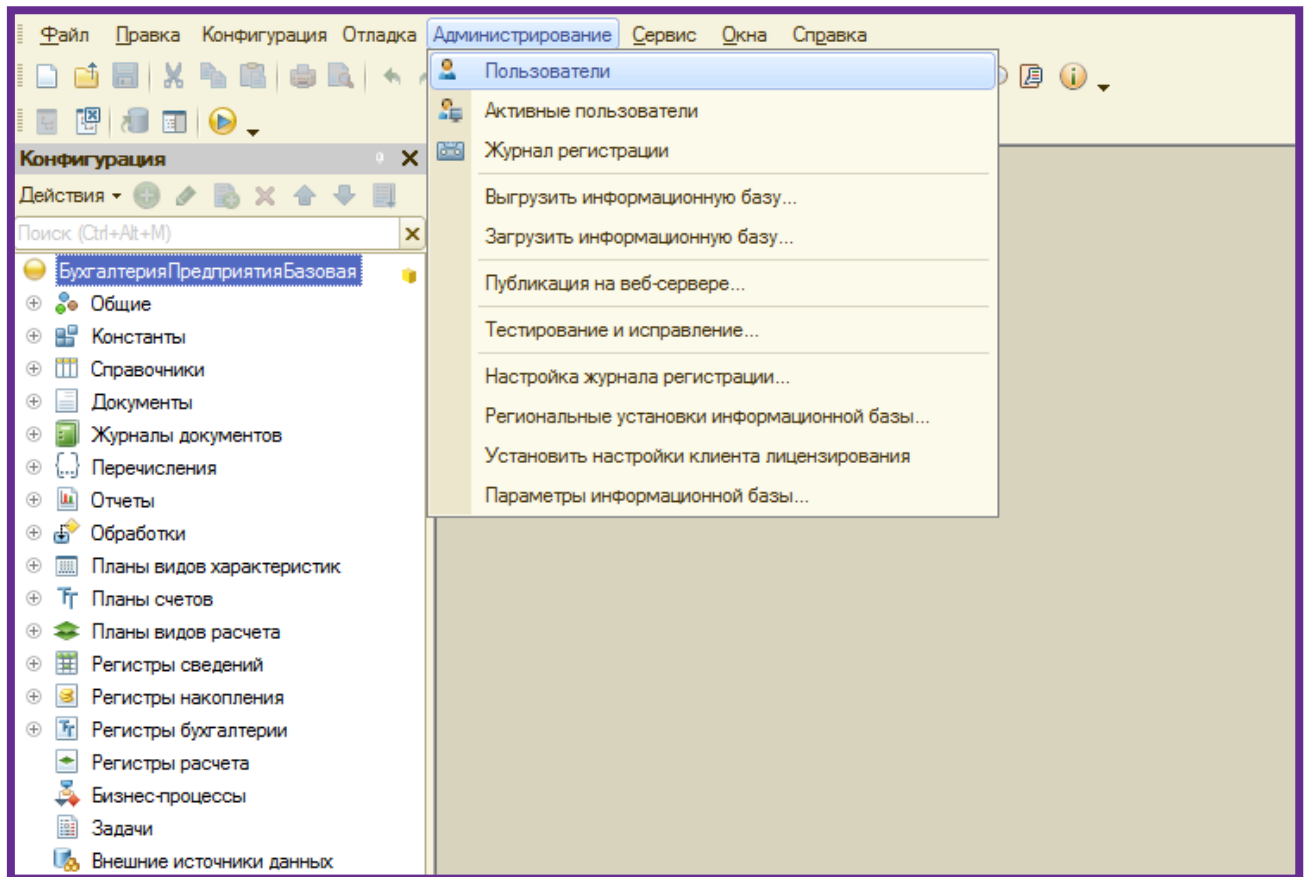 Файл Правка Конфигурация Отладка Администрирование Сервис Окна Справка
Пользователи
Активные пользователи
Журнал регистрации
Выгрузить информационную базу...
Загрузить информационную базу...
Публикация на веб-сервере...
Тестирование и исправление...
Настройка журнала регистрации...
Региональные установки информационной базы...
Установить настройки клиента лицензирования
Параметры информационной базы...
Конфигурация
Действия
Поиск (Ctrl+Alt+M)
БухгалтерияПредприятияБазовая
Общие
Константы
Справочники
Документы
Журналы документов
Перечисления
Отчеты
Обработки
Планы видов характеристик
Планы счетов
Планы видов расчета
Регистры сведений
Регистры накопления
Регистры бухгалтерии
Регистры расчета
Бизнес-процессы
Задачи
Внешние источники данных